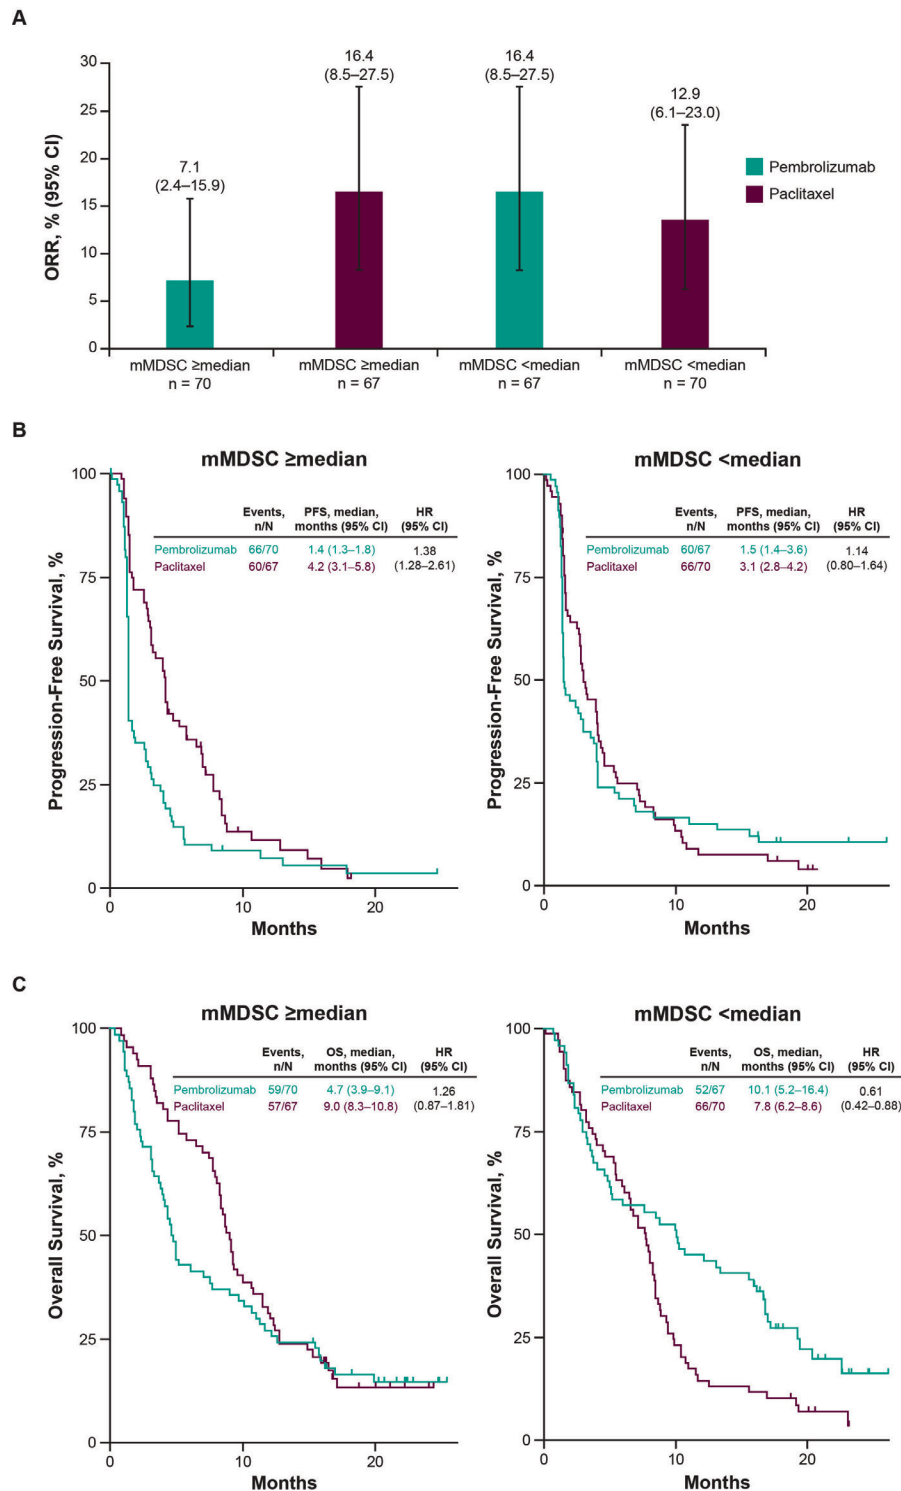 A
ORR, % (95% CI)
30
25
20
15
10
5
0
7.1
(2.4–15.9)
16.4
(8.5–27.5)
16.4
(8.5–27.5)
12.9
(6.1–23.0)
Pembrolizumab
Paclitaxel
mMDSC ≥median
n = 70
mMDSC ≥median
n = 67
mMDSC <median
n = 67
mMDSC <median
n = 70
B
mMDSC ≥median
Progression-Free Survival, %
100
75
50
25
0
Events, PFS, median, HR
n/N months (95% CI) (95% CI)
Pembrolizumab 66/70 1.4 (1.3–1.8) 1.38
Paclitaxel 60/67 4.2 (3.1–5.8) (1.28–2.61)
0 10 20
Months
mMDSC <median
Progression-Free Survival, %
100
75
50
25
0
Events, PFS, median, HR
n/N months (95% CI) (95% CI)
Pembrolizumab 60/67 1.5 (1.4–3.6) 1.14
Paclitaxel 66/70 3.1 (2.8–4.2) (0.80–1.64)
0 10 20
Months
C
mMDSC ≥median
Overall Survival, %
100
75
50
25
0
Events, OS, median, HR
n/N months (95% CI) (95% CI)
Pembrolizumab 59/70 4.7 (3.9–9.1) 1.26
Paclitaxel 57/67 9.0 (8.3–10.8) (0.87–1.81)
0 10 20
Months
mMDSC <median
Overall Survival, %
100
75
50
25
0
Events, OS, median, HR
n/N months (95% CI) (95% CI)
Pembrolizumab 52/67 10.1 (5.2–16.4) 0.61
Paclitaxel 66/70 7.8 (6.2–8.6) (0.42–0.88)
0 10 20
Months